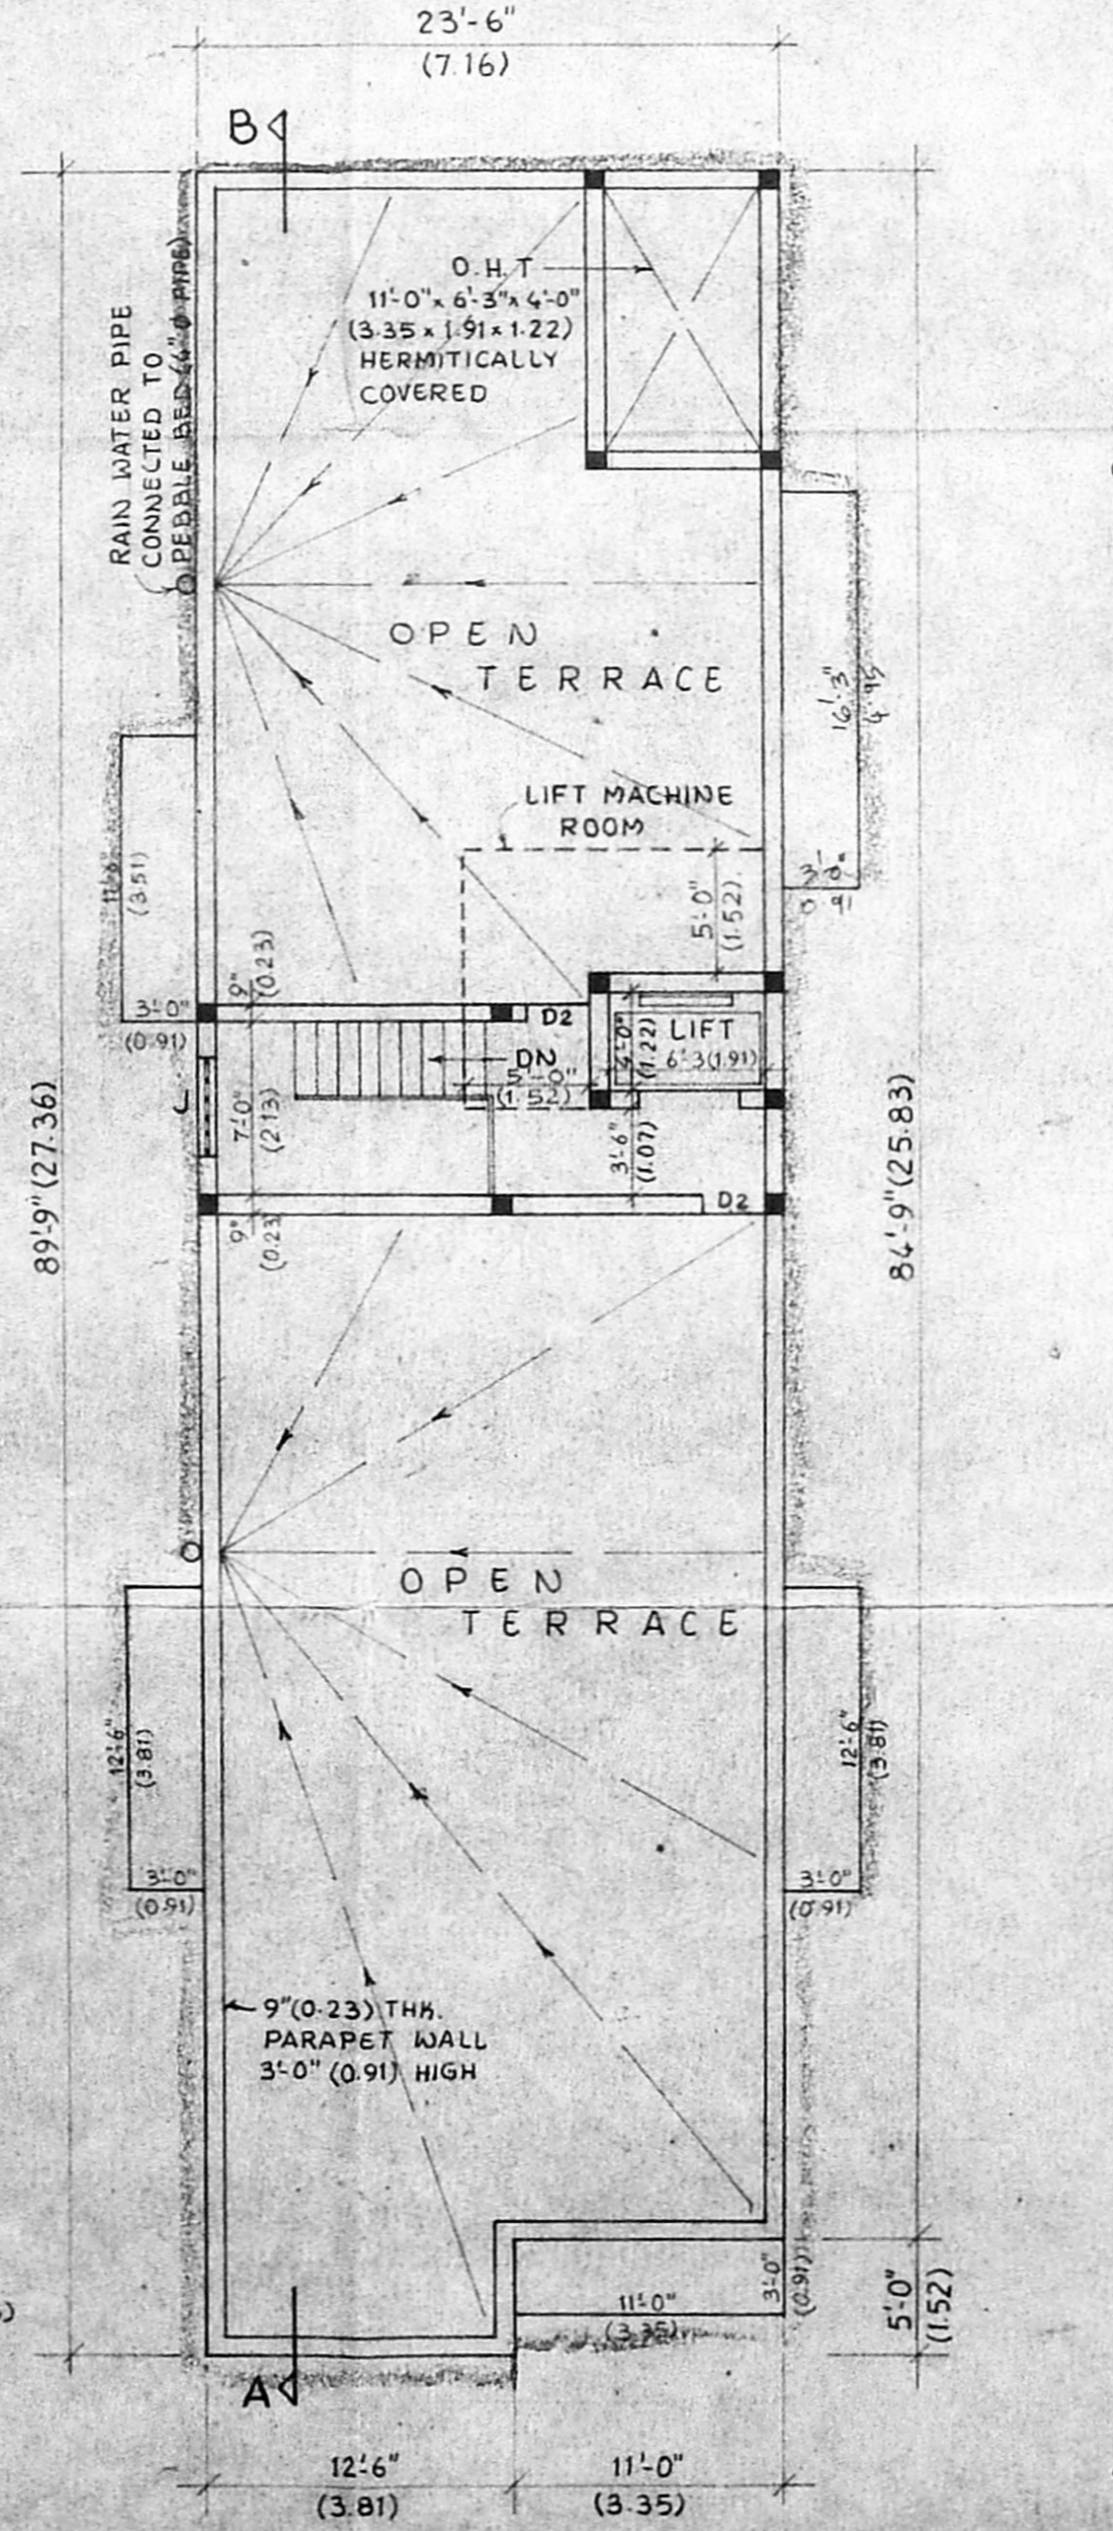 23'-6"
(7.16)
B
O.H.T
11'-0" x 6'-3" x 4'-0"
(3.35 x 1.91 x 1.22)
HERMITICALLY
COVERED
RAIN WATER PIPE
CONNECTED TO
PEBBLE BED (4" ϕ PIPE)
OPEN
TERRACE
16'-3"
4.95
LIFT MACHINE
ROOM
5'-0"
(1.52)
(3.51)
3'-0"
(0.91)
9"
(0.23)
D2
DN
5'-0"
(1.52)
4'-0"
(1.22)
LIFT
6'-3 (1.91)
7'-0"
(2.13)
3'-6"
(1.07)
D2
9"
(0.23)
89'-9" (27.36)
84'-9" (25.83)
OPEN
TERRACE
12'-6"
(3.81)
3'-0"
(0.91)
12'-6"
(3.81)
3'-0"
(0.91)
9" (0.23) THK.
PARAPET WALL
3'-0" (0.91) HIGH
11'-0"
(3.35)
3'-0"
(0.91)
5'-0"
(1.52)
A
12'-6"
(3.81)
11'-0"
(3.35)